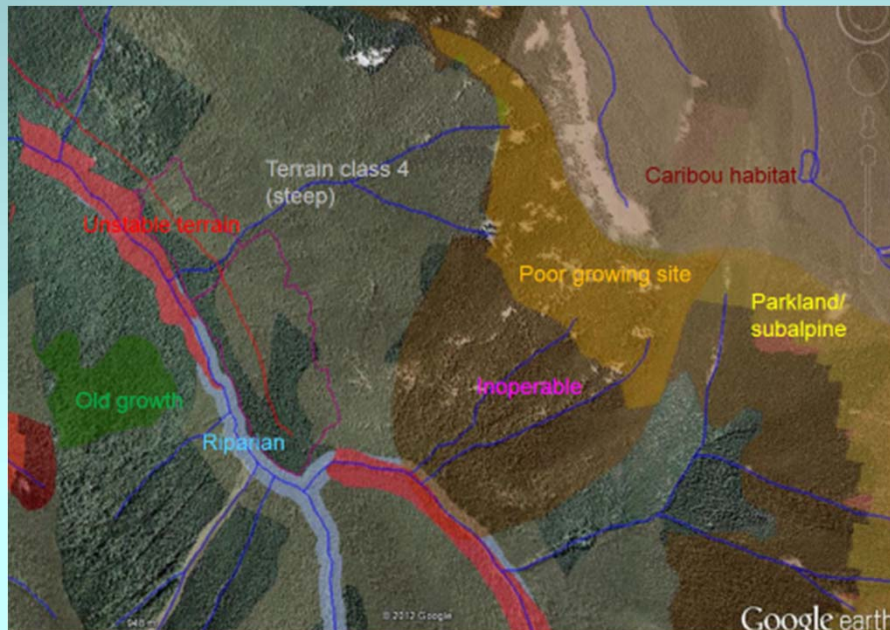 Terrain class 4
(steep)
Caribou habitat
Unstable terrain
Poor growing site
Parkland/
subalpine
Inoperable
Old growth
Riparian
© 2012 Google
Google earth